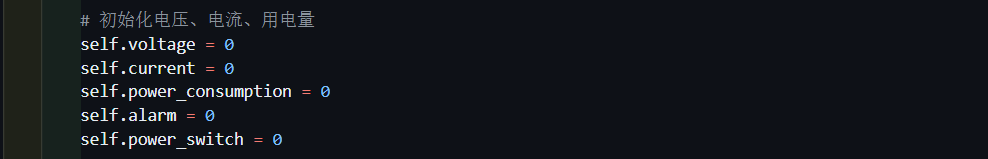 # 初始化电压、电流、用电量
self.voltage = 0
self.current = 0
self.power_consumption = 0
self.alarm = 0
self.power_switch = 0